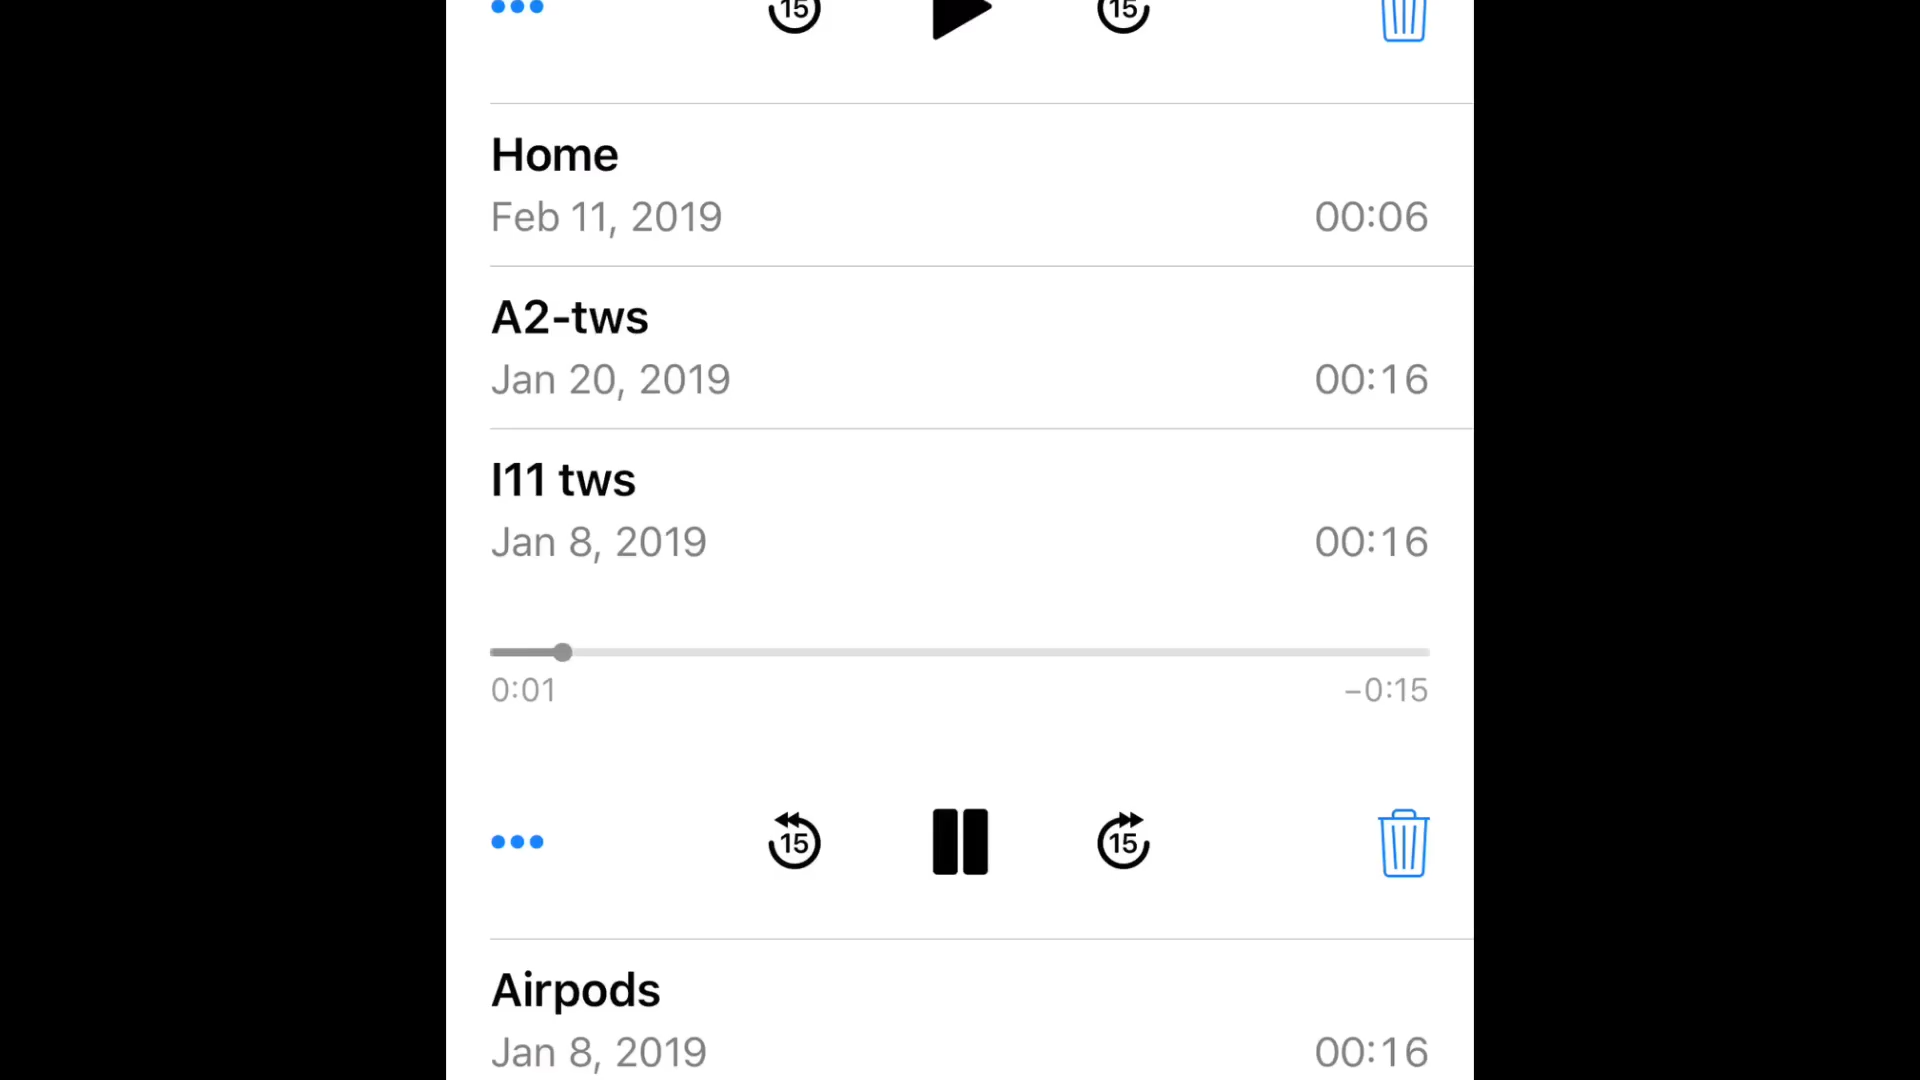 15 15
Home
Feb 11, 2019 00:06
A2-tws
Jan 20, 2019 00:16
I11 tws
Jan 8, 2019 00:16
0:01 −0:15
15 15
Airpods
Jan 8, 2019 00:16